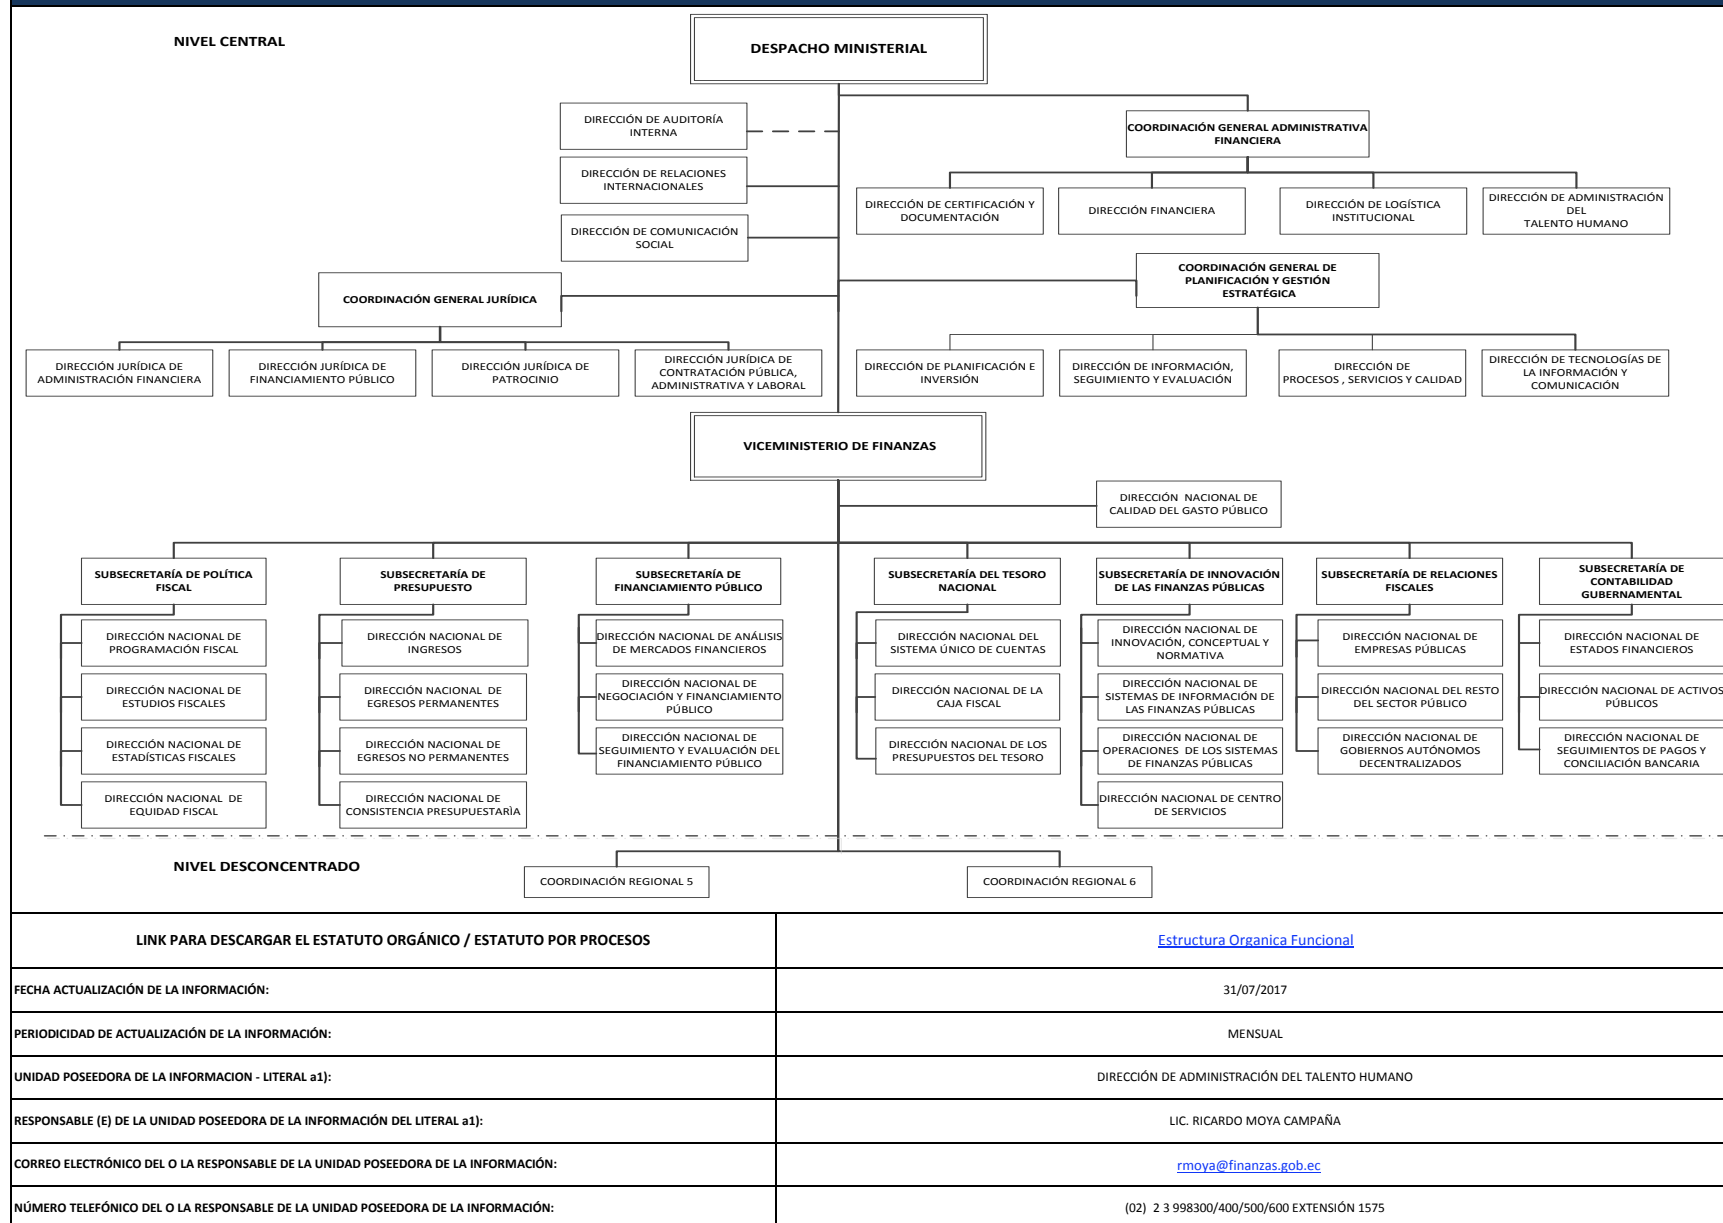 NIVEL CENTRAL
DESPACHO MINISTERIAL
DIRECCIÓN DE AUDITORÍA
INTERNA
COORDINACIÓN GENERAL ADMINISTRATIVA
FINANCIERA
DIRECCIÓN DE RELACIONES
INTERNACIONALES
DIRECCIÓN DE CERTIFICACIÓN Y
DOCUMENTACIÓN
DIRECCIÓN FINANCIERA
DIRECCIÓN DE LOGÍSTICA
INSTITUCIONAL
DIRECCIÓN DE ADMINISTRACIÓN
DEL
TALENTO HUMANO
DIRECCIÓN DE COMUNICACIÓN
SOCIAL
COORDINACIÓN GENERAL JURÍDICA
COORDINACIÓN GENERAL DE
PLANIFICACIÓN Y GESTIÓN
ESTRATÉGICA
DIRECCIÓN JURÍDICA DE
ADMINISTRACIÓN FINANCIERA
DIRECCIÓN JURÍDICA DE
FINANCIAMIENTO PÚBLICO
DIRECCIÓN JURÍDICA DE
PATROCINIO
DIRECCIÓN JURÍDICA DE
CONTRATACIÓN PÚBLICA,
ADMINISTRATIVA Y LABORAL
DIRECCIÓN DE PLANIFICACIÓN E
INVERSIÓN
DIRECCIÓN DE INFORMACIÓN,
SEGUIMIENTO Y EVALUACIÓN
DIRECCIÓN DE
PROCESOS , SERVICIOS Y CALIDAD
DIRECCIÓN DE TECNOLOGÍAS DE
LA INFORMACIÓN Y
COMUNICACIÓN
VICEMINISTERIO DE FINANZAS
DIRECCIÓN  NACIONAL DE
CALIDAD DEL GASTO PÚBLICO
SUBSECRETARÍA DE POLÍTICA
FISCAL
SUBSECRETARÍA DE
PRESUPUESTO
SUBSECRETARÍA DE
FINANCIAMIENTO PÚBLICO
SUBSECRETARÍA DEL TESORO
NACIONAL
SUBSECRETARÍA DE INNOVACIÓN
DE LAS FINANZAS PÚBLICAS
SUBSECRETARÍA DE RELACIONES
FISCALES
SUBSECRETARÍA DE
CONTABILIDAD
GUBERNAMENTAL
DIRECCIÓN NACIONAL DE
PROGRAMACIÓN FISCAL
DIRECCIÓN NACIONAL DE
INGRESOS
DIRECCIÓN NACIONAL DE ANÁLISIS
DE MERCADOS FINANCIEROS
DIRECCIÓN NACIONAL DEL
SISTEMA ÚNICO DE CUENTAS
DIRECCIÓN NACIONAL DE
INNOVACIÓN, CONCEPTUAL Y
NORMATIVA
DIRECCIÓN NACIONAL DE
EMPRESAS PÚBLICAS
DIRECCIÓN NACIONAL DE
ESTADOS FINANCIEROS
DIRECCIÓN NACIONAL DE
ESTUDIOS FISCALES
DIRECCIÓN NACIONAL  DE
EGRESOS PERMANENTES
DIRECCIÓN NACIONAL DE
NEGOCIACIÓN Y FINANCIAMIENTO
PÚBLICO
DIRECCIÓN NACIONAL DE LA
CAJA FISCAL
DIRECCIÓN NACIONAL DE
SISTEMAS DE INFORMACIÓN DE
LAS FINANZAS PÚBLICAS
DIRECCIÓN NACIONAL DEL RESTO
DEL SECTOR PÚBLICO
DIRECCIÓN NACIONAL DE ACTIVOS
PÚBLICOS
DIRECCIÓN NACIONAL DE
ESTADÍSTICAS FISCALES
DIRECCIÓN NACIONAL DE
EGRESOS NO PERMANENTES
DIRECCIÓN NACIONAL DE
SEGUIMIENTO Y EVALUACIÓN DEL
FINANCIAMIENTO PÚBLICO
DIRECCIÓN NACIONAL DE LOS
PRESUPUESTOS DEL TESORO
DIRECCIÓN NACIONAL DE
OPERACIONES  DE LOS SISTEMAS
DE FINANZAS PÚBLICAS
DIRECCIÓN NACIONAL DE
GOBIERNOS AUTÓNOMOS
DECENTRALIZADOS
DIRECCIÓN NACIONAL DE
SEGUIMIENTOS DE PAGOS Y
CONCILIACIÓN BANCARIA
DIRECCIÓN NACIONAL  DE
EQUIDAD FISCAL
DIRECCIÓN NACIONAL DE
CONSISTENCIA PRESUPUESTARÌA
DIRECCIÓN NACIONAL DE CENTRO
DE SERVICIOS
NIVEL DESCONCENTRADO
COORDINACIÓN REGIONAL 5
COORDINACIÓN REGIONAL 6
LINK PARA DESCARGAR EL ESTATUTO ORGÁNICO / ESTATUTO POR PROCESOS
Estructura Organica Funcional
FECHA ACTUALIZACIÓN DE LA INFORMACIÓN:
31/07/2017
PERIODICIDAD DE ACTUALIZACIÓN DE LA INFORMACIÓN:
MENSUAL
UNIDAD POSEEDORA DE LA INFORMACION - LITERAL a1):
DIRECCIÓN DE ADMINISTRACIÓN DEL TALENTO HUMANO
RESPONSABLE (E) DE LA UNIDAD POSEEDORA DE LA INFORMACIÓN DEL LITERAL a1):
LIC. RICARDO MOYA CAMPAÑA
CORREO ELECTRÓNICO DEL O LA RESPONSABLE DE LA UNIDAD POSEEDORA DE LA INFORMACIÓN:
rmoya@finanzas.gob.ec
NÚMERO TELEFÓNICO DEL O LA RESPONSABLE DE LA UNIDAD POSEEDORA DE LA INFORMACIÓN:
(02)  2 3 998300/400/500/600 EXTENSIÓN 1575